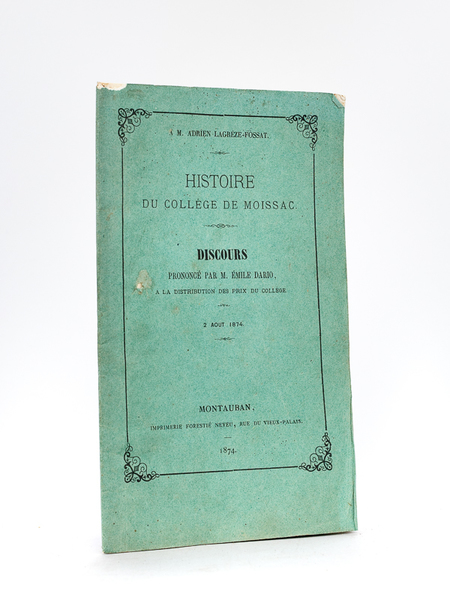 A M. ADRIEN LAGRÈZE-FOSSAT.
HISTOIRE
DU COLLÈGE DE MOISSAC
DISCOURS
PRONONCÉ PAR M. ÉMILE DARIO,
A LA DISTRIBUTION DES PRIX DU COLLÈGE
2 AOUT 1874.
MONTAUBAN,
IMPRIMERIE FORESTIÉ NEVEU, RUE DU VIEUX-PALAIS.
1874.